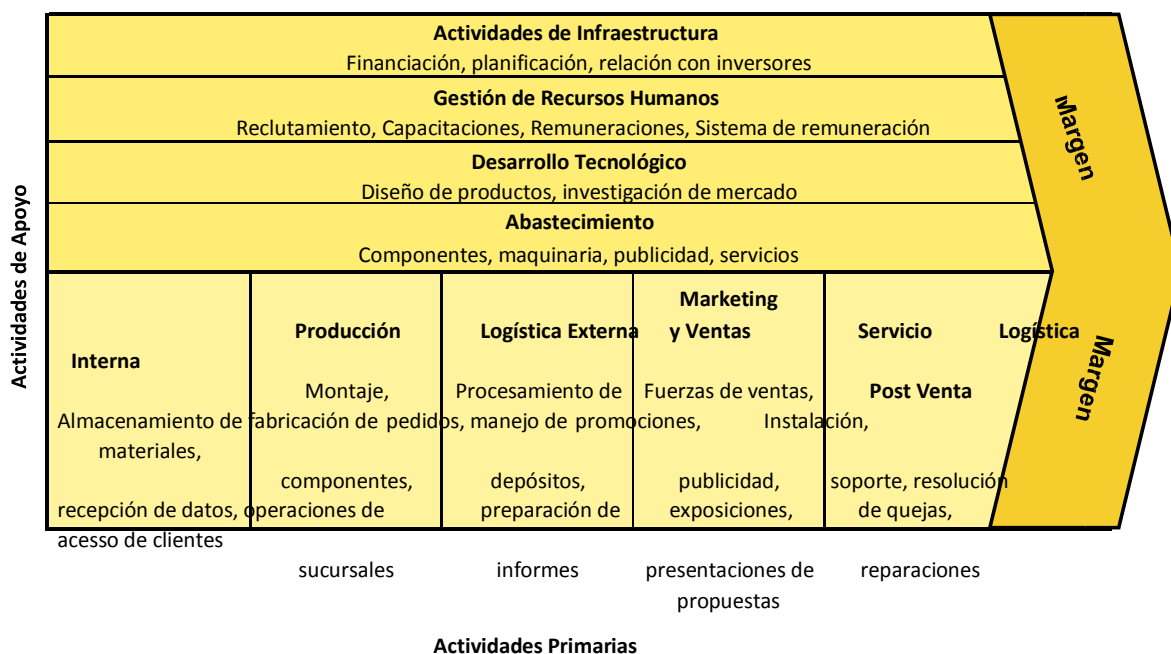 Actividades de Infraestructura
Financiación, planificación, relación con inversores
Gestión de Recursos Humanos
Reclutamiento, Capacitaciones, Remuneraciones, Sistema de remuneración
Desarrollo Tecnológico
Diseño de productos, investigación de mercado
Abastecimiento
Componentes, maquinaria, publicidad, servicios
Actividades de Apoyo
Margen
Margen
Marketing
Producción Logística Externa y Ventas Servicio Logística
Interna
Montaje, Procesamiento de Fuerzas de ventas, Post Venta
Almacenamiento de fabricación de pedidos, manejo de promociones, Instalación,
materiales,
componentes, depósitos, publicidad, soporte, resolución
recepción de datos, operaciones de preparación de exposiciones, de quejas,
acesso de clientes
sucursales informes presentaciones de reparaciones
propuestas
Actividades Primarias